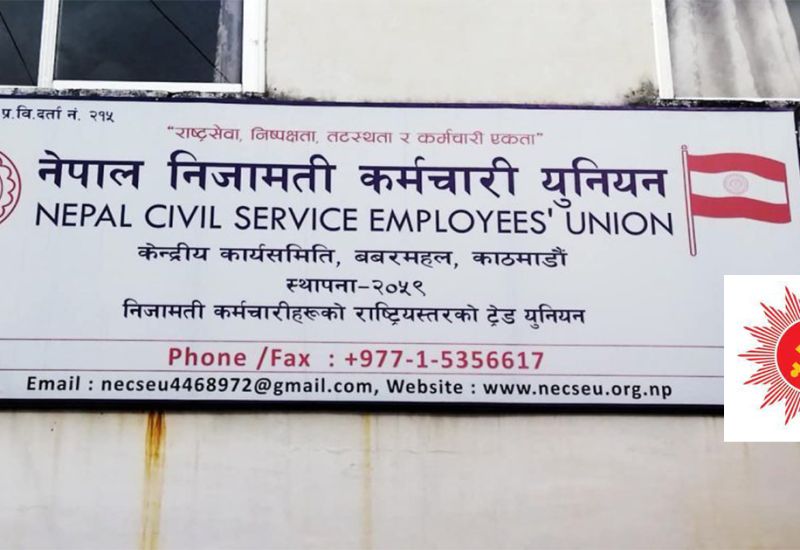 प्र.वि.दर्ता नं. २१५
"राष्ट्रसेवा, निष्पक्षता, तटस्थता र कर्मचारी एकता"
नेपाल निजामती कर्मचारी युनियन
NEPAL CIVIL SERVICE EMPLOYEES' UNION
केन्द्रीय कार्यसमिति, बबरमहल, काठमाडौं
स्थापना-२०५९
निजामती कर्मचारीहरूको राष्ट्रियस्तरको ट्रेड युनियन
Phone /Fax : +977-1-5356617
Email : necseu4468972@gmail.com, Website : www.necseu.org.np